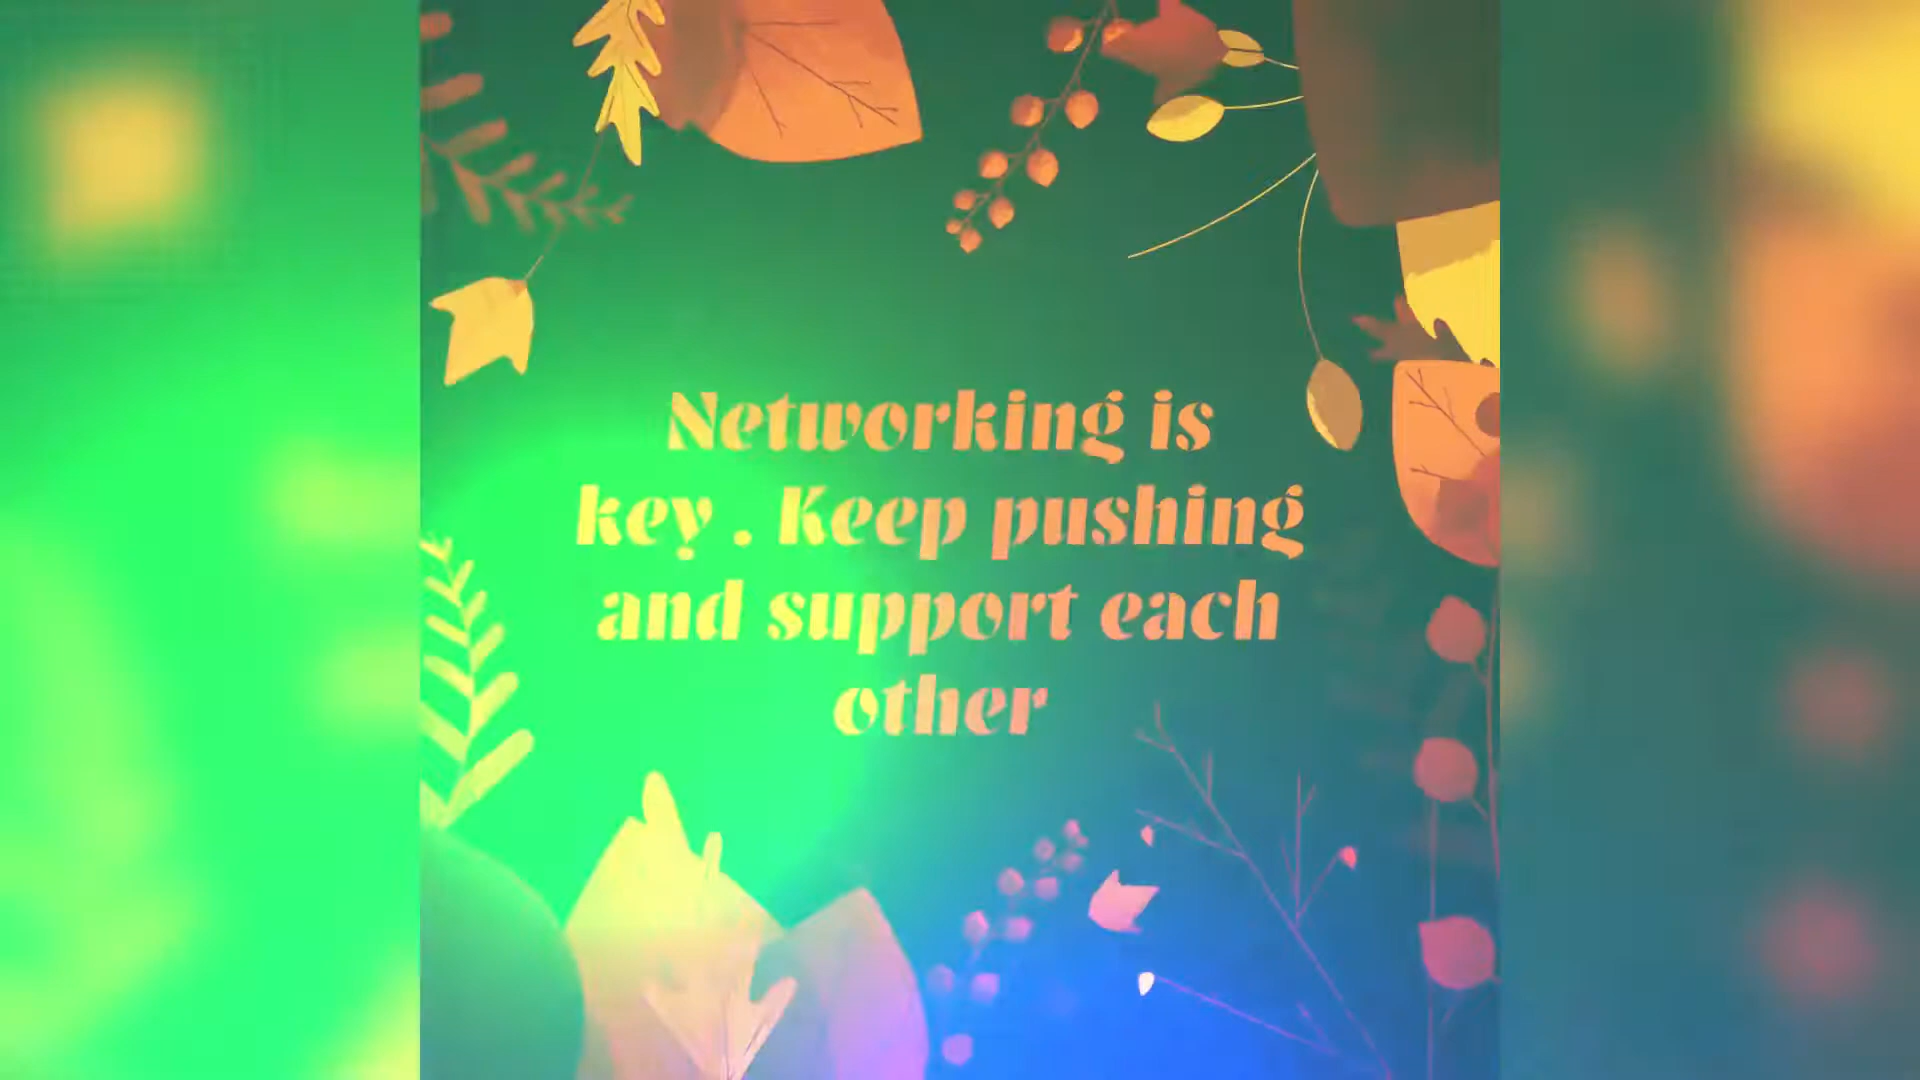 Networking is
key . Keep pushing
and support each
other